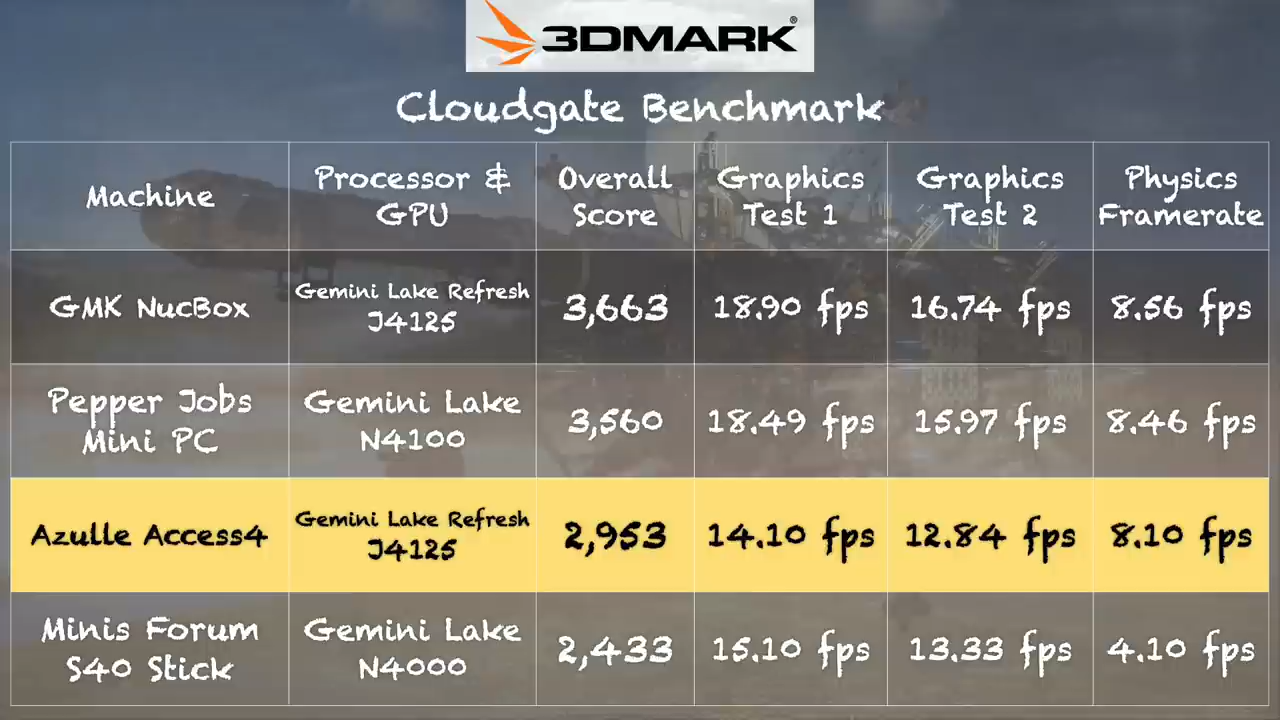 3DMARK®
Cloudgate Benchmark
Machine
Processor &
GPU
Overall
Score
Graphics
Test 1
Graphics
Test 2
Physics
Framerate
GMK NucBox
Gemini Lake Refresh
J4125
3,663
18.90 fps
16.74 fps
8.56 fps
Pepper Jobs
Mini PC
Gemini Lake
N4100
3,560
18.49 fps
15.97 fps
8.46 fps
Azulle Access4
Gemini Lake Refresh
J4125
2,953
14.10 fps
12.84 fps
8.10 fps
Minis Forum
S40 Stick
Gemini Lake
N4000
2,433
15.10 fps
13.33 fps
4.10 fps